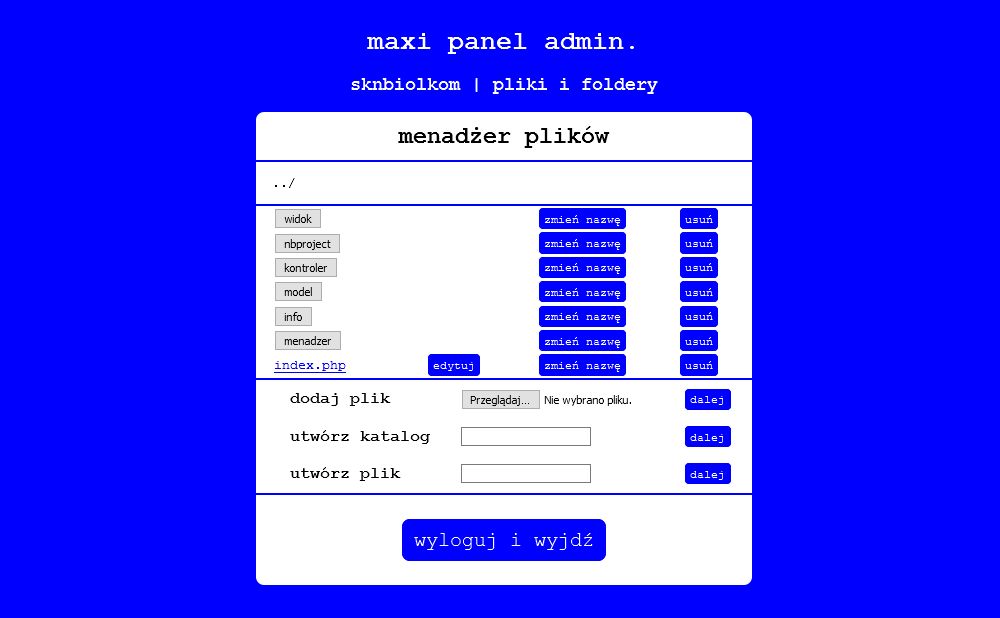 maxi panel admin.
sknbiolkom | pliki i foldery
menadżer plików
../
widok zmień nazwę usuń
nbproject zmień nazwę usuń
kontroler zmień nazwę usuń
model zmień nazwę usuń
info zmień nazwę usuń
menadzer zmień nazwę usuń
index.php edytuj zmień nazwę usuń
dodaj plik Przeglądaj... Nie wybrano pliku. dalej
utwórz katalog dalej
utwórz plik dalej
wyloguj i wyjdź